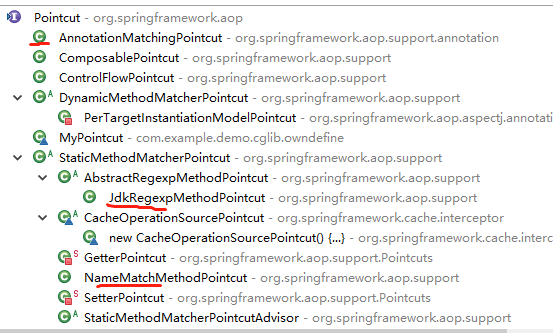 Pointcut - org.springframework.aop
AnnotationMatchingPointcut - org.springframework.aop.support.annotation
ComposablePointcut - org.springframework.aop.support
ControlFlowPointcut - org.springframework.aop.support
DynamicMethodMatcherPointcut - org.springframework.aop.support
PerTargetInstantiationModelPointcut - org.springframework.aop.aspectj.annotation
MyPointcut - com.example.demo.cglib.owndefine
StaticMethodMatcherPointcut - org.springframework.aop.support
AbstractRegexpMethodPointcut - org.springframework.aop.support
JdkRegexpMethodPointcut - org.springframework.aop.support
CacheOperationSourcePointcut - org.springframework.cache.interceptor
new CacheOperationSourcePointcut() {...} - org.springframework.cache.interceptor
GetterPointcut - org.springframework.aop.support.Pointcuts
NameMatchMethodPointcut - org.springframework.aop.support
SetterPointcut - org.springframework.aop.support.Pointcuts
StaticMethodMatcherPointcutAdvisor - org.springframework.aop.support